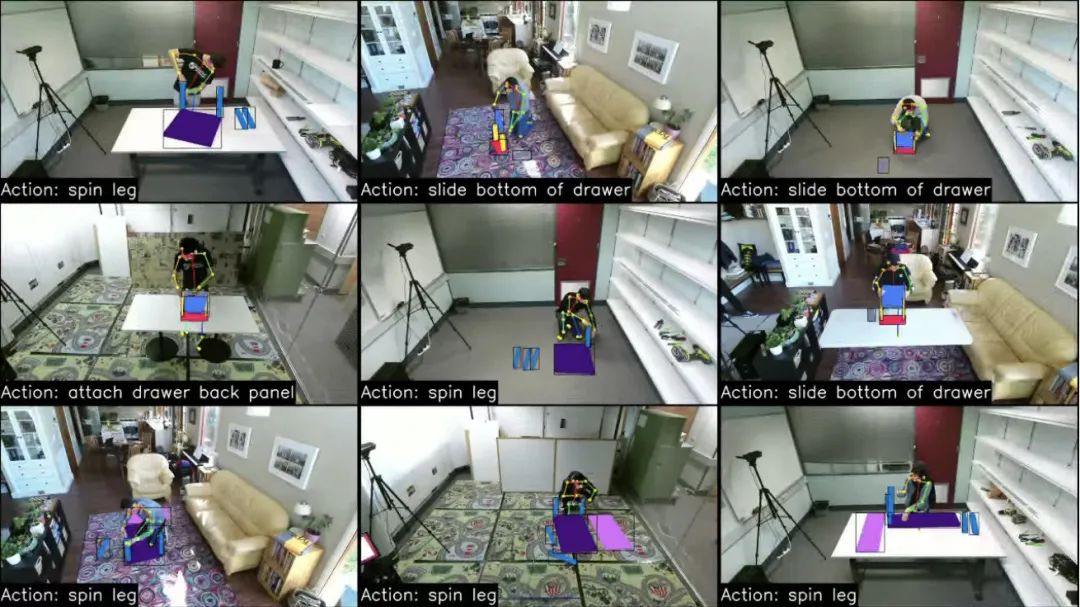 Action: spin leg
Action: slide bottom of drawer
Action: slide bottom of drawer
Action: attach drawer back panel
Action: spin leg
Action: slide bottom of drawer
Action: spin leg
Action: spin leg
Action: spin leg